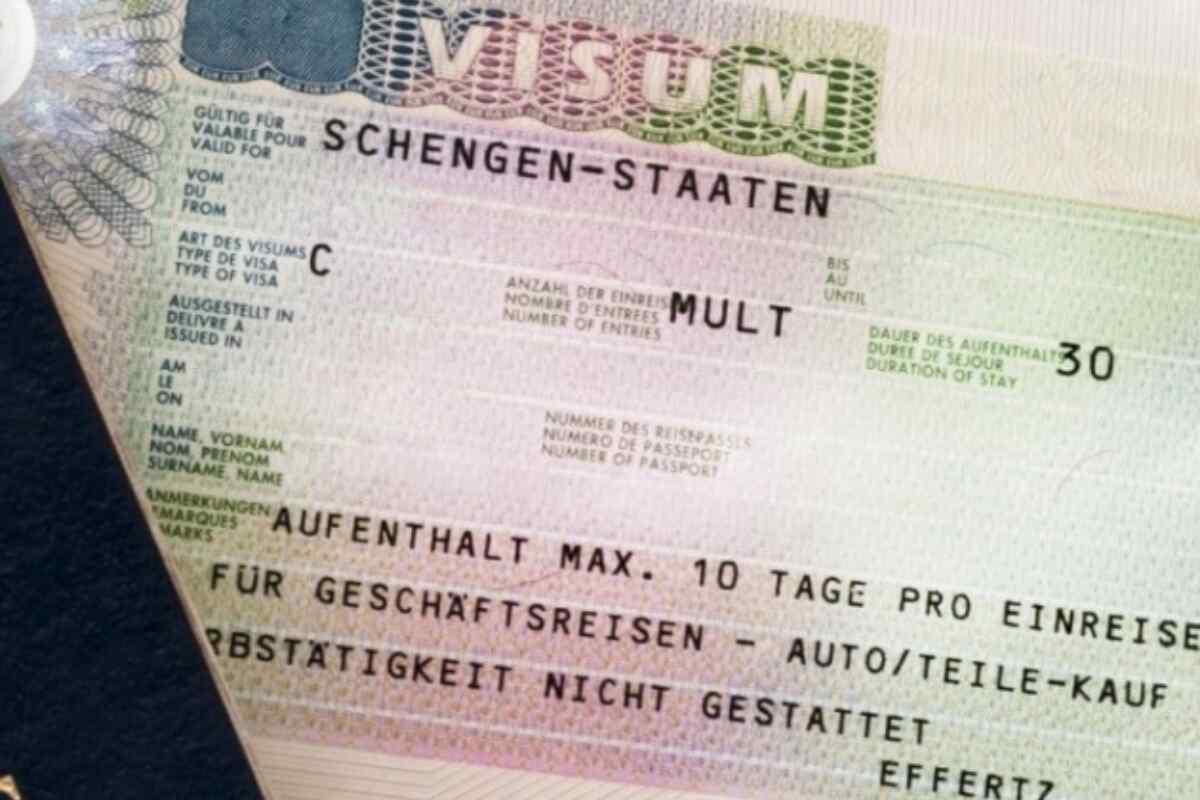 VISUM
GÜLTIG FÜR
VALABLE POUR
VALID FOR
SCHENGEN-STAATEN
VOM
DU
FROM
BIS
AU
UNTIL
ART DES VISUMS
TYPE DE VISA
TYPE OF VISA
C
ANZAHL DER EINREIS
NOMBRE D'ENTREES
NUMBER OF ENTRIES
MULT
DAUER DES AUFENTHALTS
DUREE DE SEJOUR
DURATION OF STAY
30
AUSGESTELLT IN
DELIVRE A
ISSUED IN
AM
LE
ON
NUMMER DES REISEPASSES
NUMERO DE PASSEPORT
NUMBER OF PASSPORT
NAME, VORNAM
NOM, PRENOM
SURNAME, NAME
ANMERKUNGEN
MARQUES
MARKS
AUFENTHALT MAX. 10 TAGE PRO EINREISE
FÜR GESCHÄFTSREISEN - AUTO/TEILE-KAUF
RBSTÄTIGKEIT NICHT GESTATTET
EFFERTZ